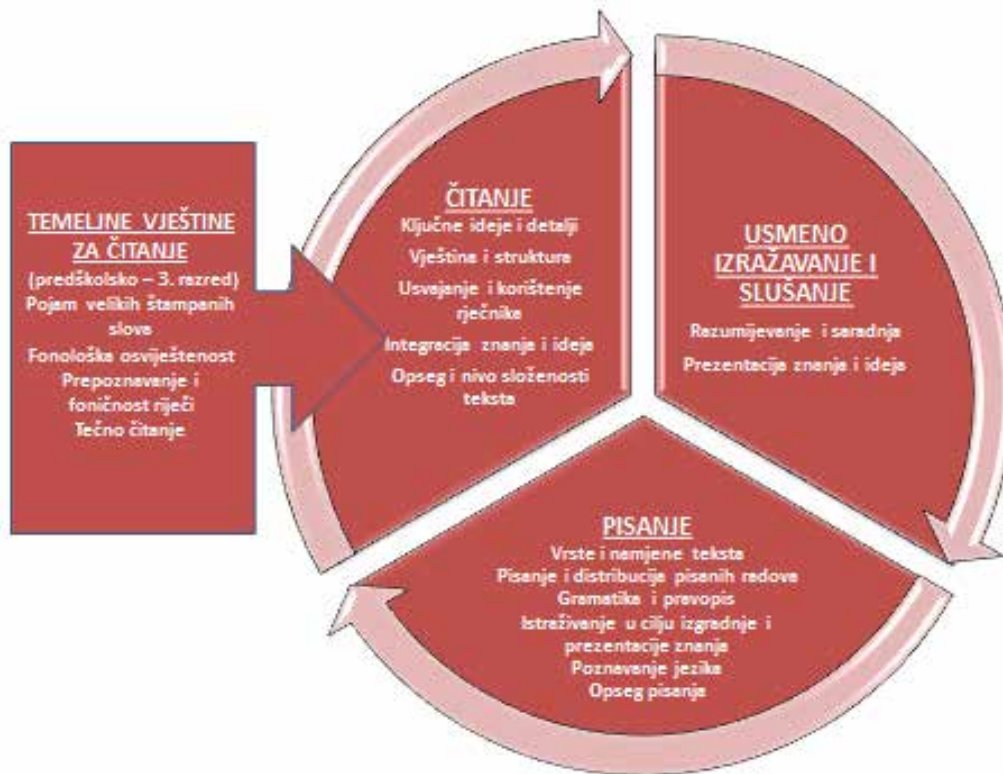 TEMELJNE VJEŠTINE
ZA ČITANJE
(predškolsko – 3. razred)
Pojam velikih štampanih
slova
Fonološka osviještenost
Prepoznavanje i
foničnost riječi
Tečno čitanje
ČITANJE
Ključne ideje i detalji
Vještina i struktura
Usvajanje i korištenje
rječnika
Integracija znanja i ideja
Opseg i nivo složenosti
teksta
USMENO
IZRAŽAVANJE I
SLUŠANJE
Razumijevanje i saradnja
Prezentacija znanja i ideja
PISANJE
Vrste i namjene teksta
Pisanje i distribucija pisanih radova
Gramatika i pravopis
Istraživanje u cilju izgradnje i
prezentacije znanja
Poznavanje jezika
Opseg pisanja